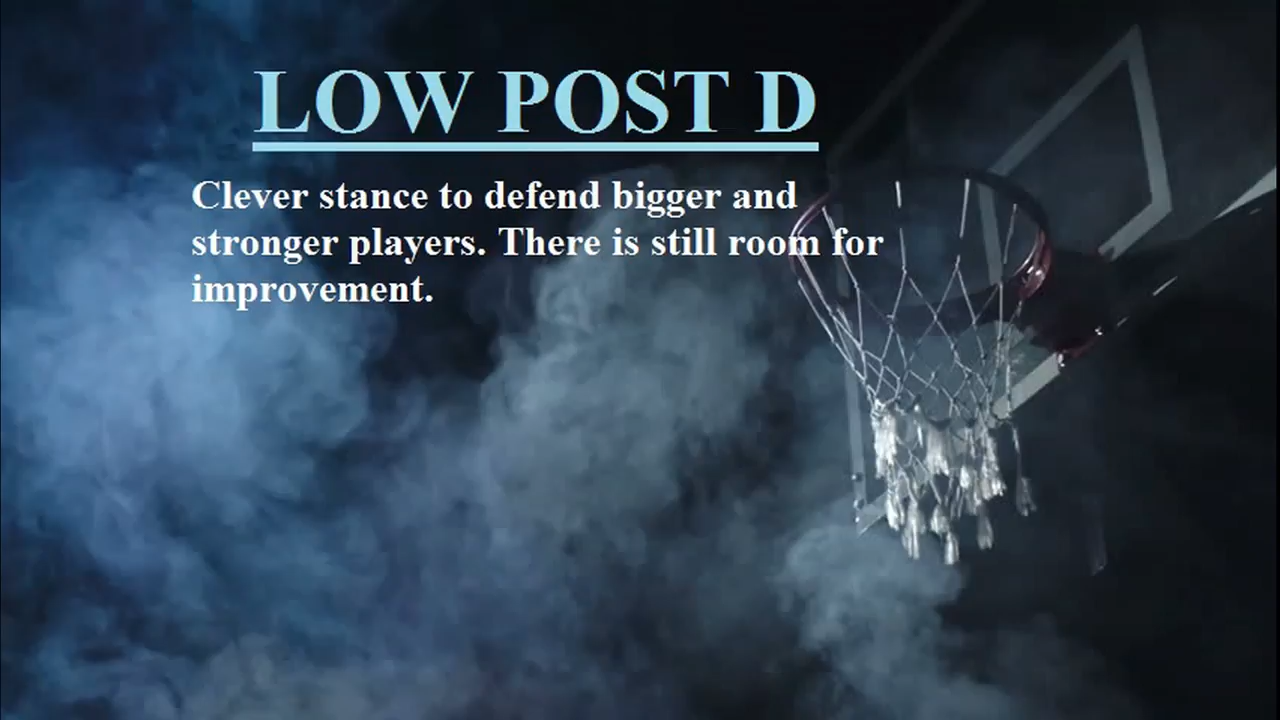 LOW POST D
Clever stance to defend bigger and
stronger players. There is still room for
improvement.